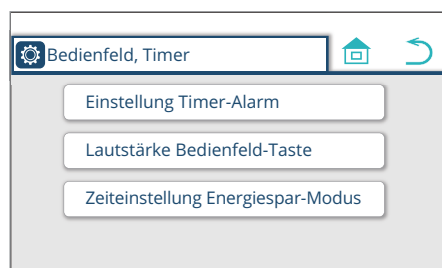 Bedienfeld, Timer
Einstellung Timer-Alarm
Lautstärke Bedienfeld-Taste
Zeiteinstellung Energiespar-Modus